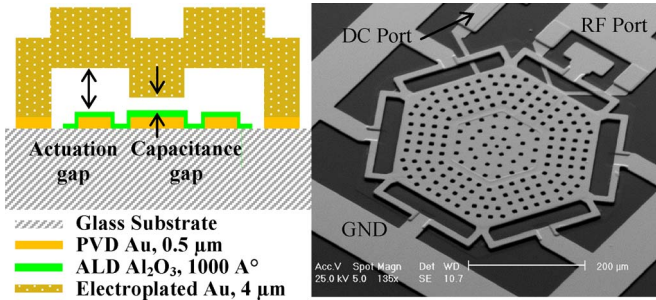 Actuation gap
Capacitance gap
Glass Substrate
PVD Au, 0.5 µm
ALD Al₂O₃, 1000 A°
Electroplated Au, 4 µm
DC Port
RF Port
GND
Acc.V Spot Magn Det WD
25.0 kV 5.0 135x SE 10.7
200 µm